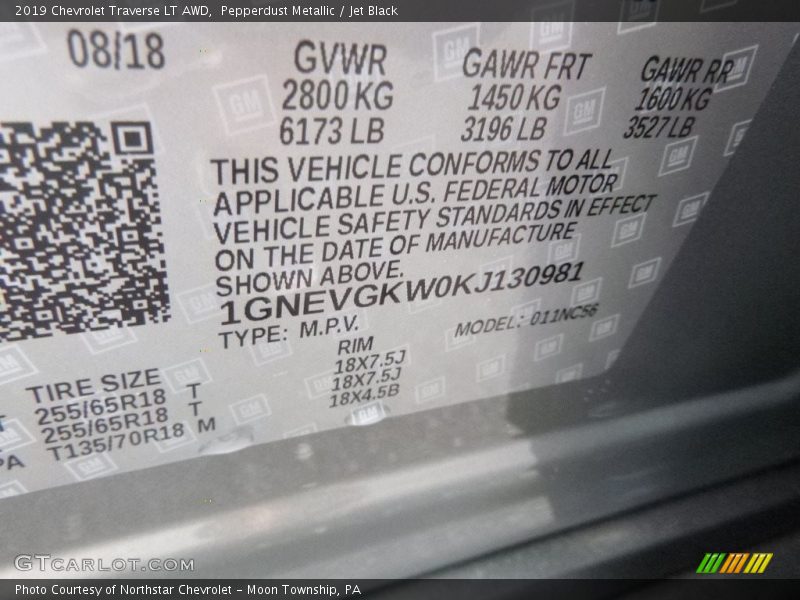 2019 Chevrolet Traverse LT AWD, Pepperdust Metallic / Jet Black
08/18 GVWR GAWR FRT GAWR RR
2800 KG 1450 KG 1600 KG
6173 LB 3196 LB 3527 LB
THIS VEHICLE CONFORMS TO ALL
APPLICABLE U.S. FEDERAL MOTOR
VEHICLE SAFETY STANDARDS IN EFFECT
ON THE DATE OF MANUFACTURE
SHOWN ABOVE.
1GNEVGKW0KJ130981
TYPE: M.P.V. MODEL: 011NC56
TIRE SIZE RIM
255/65R18 T 18X7.5J
255/65R18 T 18X7.5J
T135/70R18 M 18X4.5B
GTCARLOT.COM
Photo Courtesy of Northstar Chevrolet - Moon Township, PA